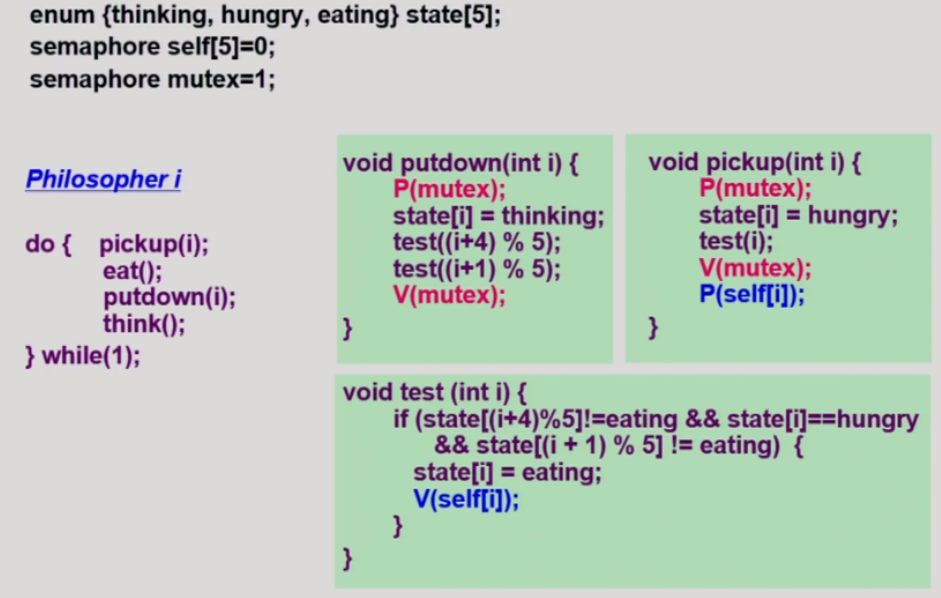 enum {thinking, hungry, eating} state[5];
semaphore self[5]=0;
semaphore mutex=1;
Philosopher i
do { pickup(i);
eat();
putdown(i);
think();
} while(1);
void putdown(int i) {
P(mutex);
state[i] = thinking;
test((i+4) % 5);
test((i+1) % 5);
V(mutex);
}
void pickup(int i) {
P(mutex);
state[i] = hungry;
test(i);
V(mutex);
P(self[i]);
}
void test (int i) {
if (state[(i+4)%5]!=eating && state[i]==hungry
&& state[(i + 1) % 5] != eating) {
state[i] = eating;
V(self[i]);
}
}